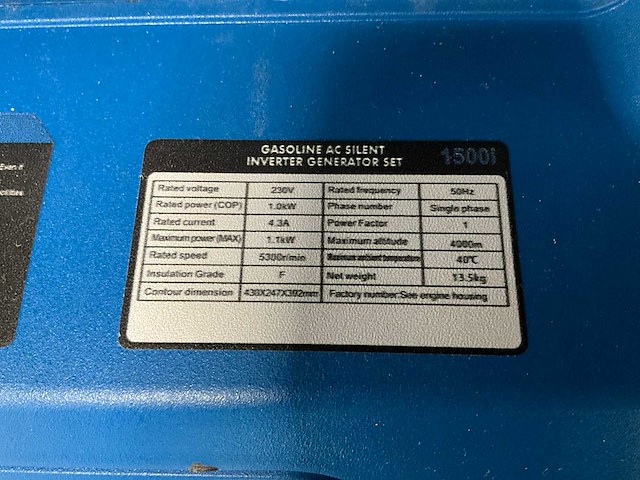 Even if
cilities
GASOLINE AC SILENT
INVERTER GENERATOR SET
1500i
Rated voltage 230V Rated frequency 50Hz
Rated power (COP) 1.0kW Phase number Single phase
Rated current 4.3A Power Factor 1
Maximum power (MAX) 1.1kW Maximum altitude 4000m
Rated speed 5300r/min Maximum ambient temperature 40℃
Insulation Grade F Net weight 13.5kg
Contour dimension 430X247X392mm Factory number:See engine housing